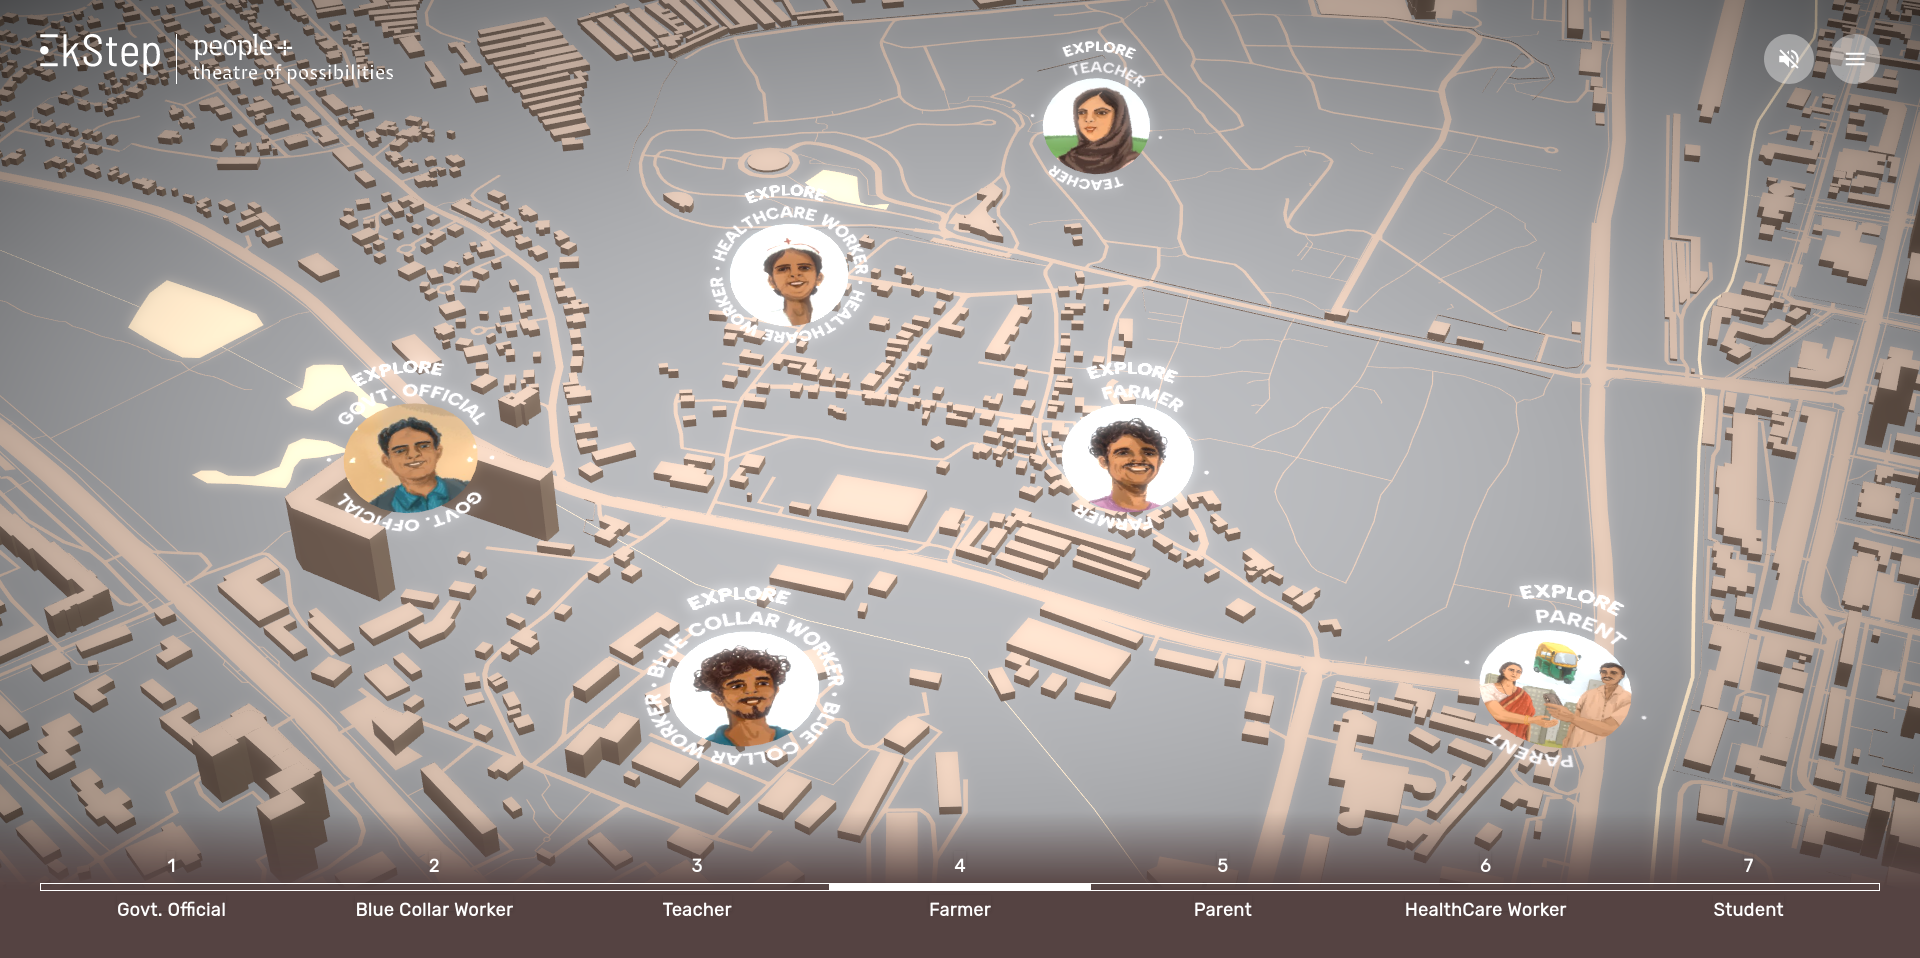 EkStep
people+
theatre of possibilities
EXPLORE
TEACHER
TEACHER
EXPLORE
HEALTHCARE WORKER · HEALTHCARE WORKER ·
EXPLORE
GOVT. OFFICIAL
GOVT. OFFICIAL
EXPLORE
FARMER
FARMER
EXPLORE
BLUE COLLAR WORKER · BLUE COLLAR WORKER ·
EXPLORE
PARENT
PARENT
1
2
3
4
5
6
7
Govt. Official
Blue Collar Worker
Teacher
Farmer
Parent
HealthCare Worker
Student